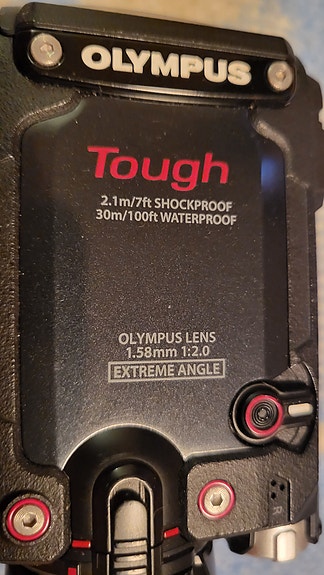 OLYMPUS
Tough
2.1m/7ft SHOCKPROOF
30m/100ft WATERPROOF
OLYMPUS LENS
1.58mm 1:2.0
EXTREME ANGLE
R